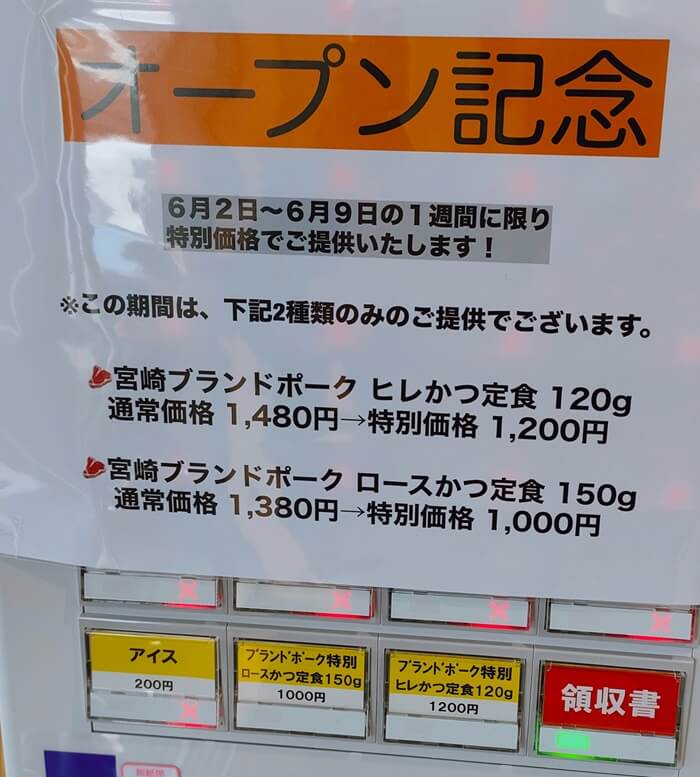 オープン記念
6月2日〜6月9日の1週間に限り
特別価格でご提供いたします！
※この期間は、下記2種類のみのご提供でございます。
宮崎ブランドポーク ヒレかつ定食 120g
通常価格 1,480円→特別価格 1,200円
宮崎ブランドポーク ロースかつ定食 150g
通常価格 1,380円→特別価格 1,000円
アイス
200円
ブランドポーク特別
ロースかつ定食150g
1000円
ブランドポーク特別
ヒレかつ定食120g
1200円
領収書